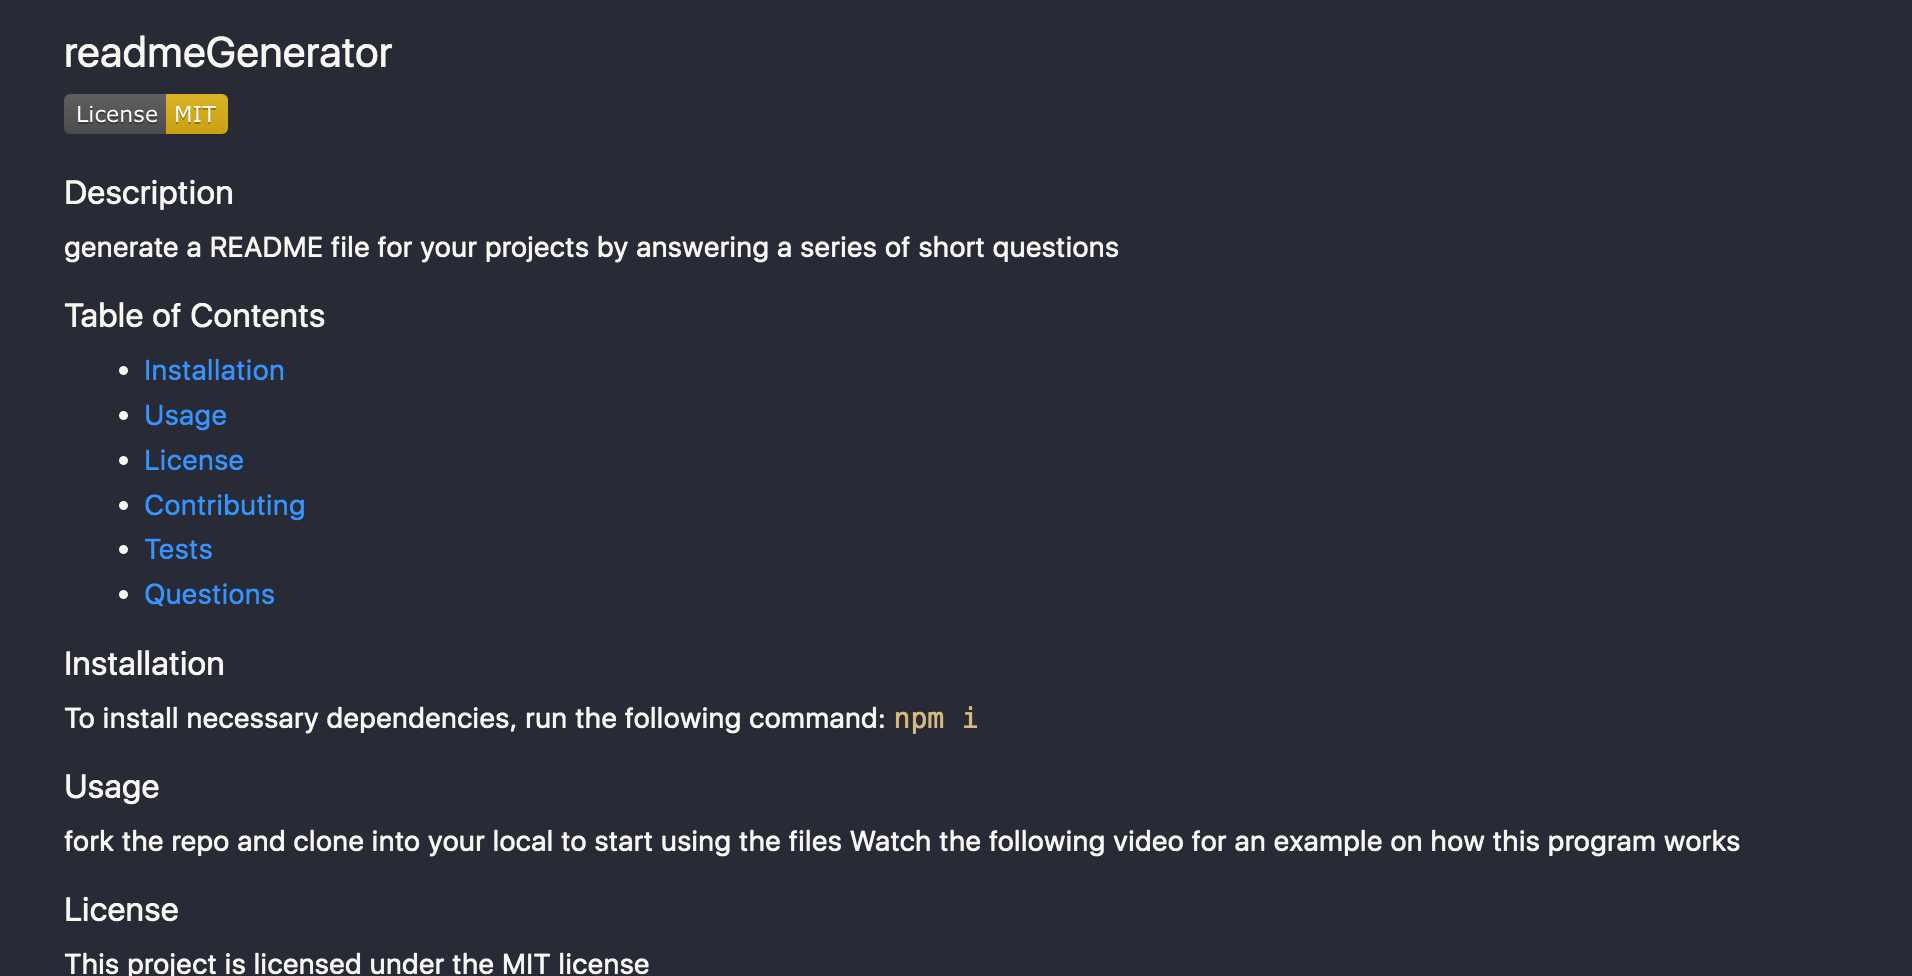 readmeGenerator
License MIT
Description
generate a README file for your projects by answering a series of short questions
Table of Contents
Installation
Usage
License
Contributing
Tests
Questions
Installation
To install necessary dependencies, run the following command: npm i
Usage
fork the repo and clone into your local to start using the files Watch the following video for an example on how this program works
License
This project is licensed under the MIT license